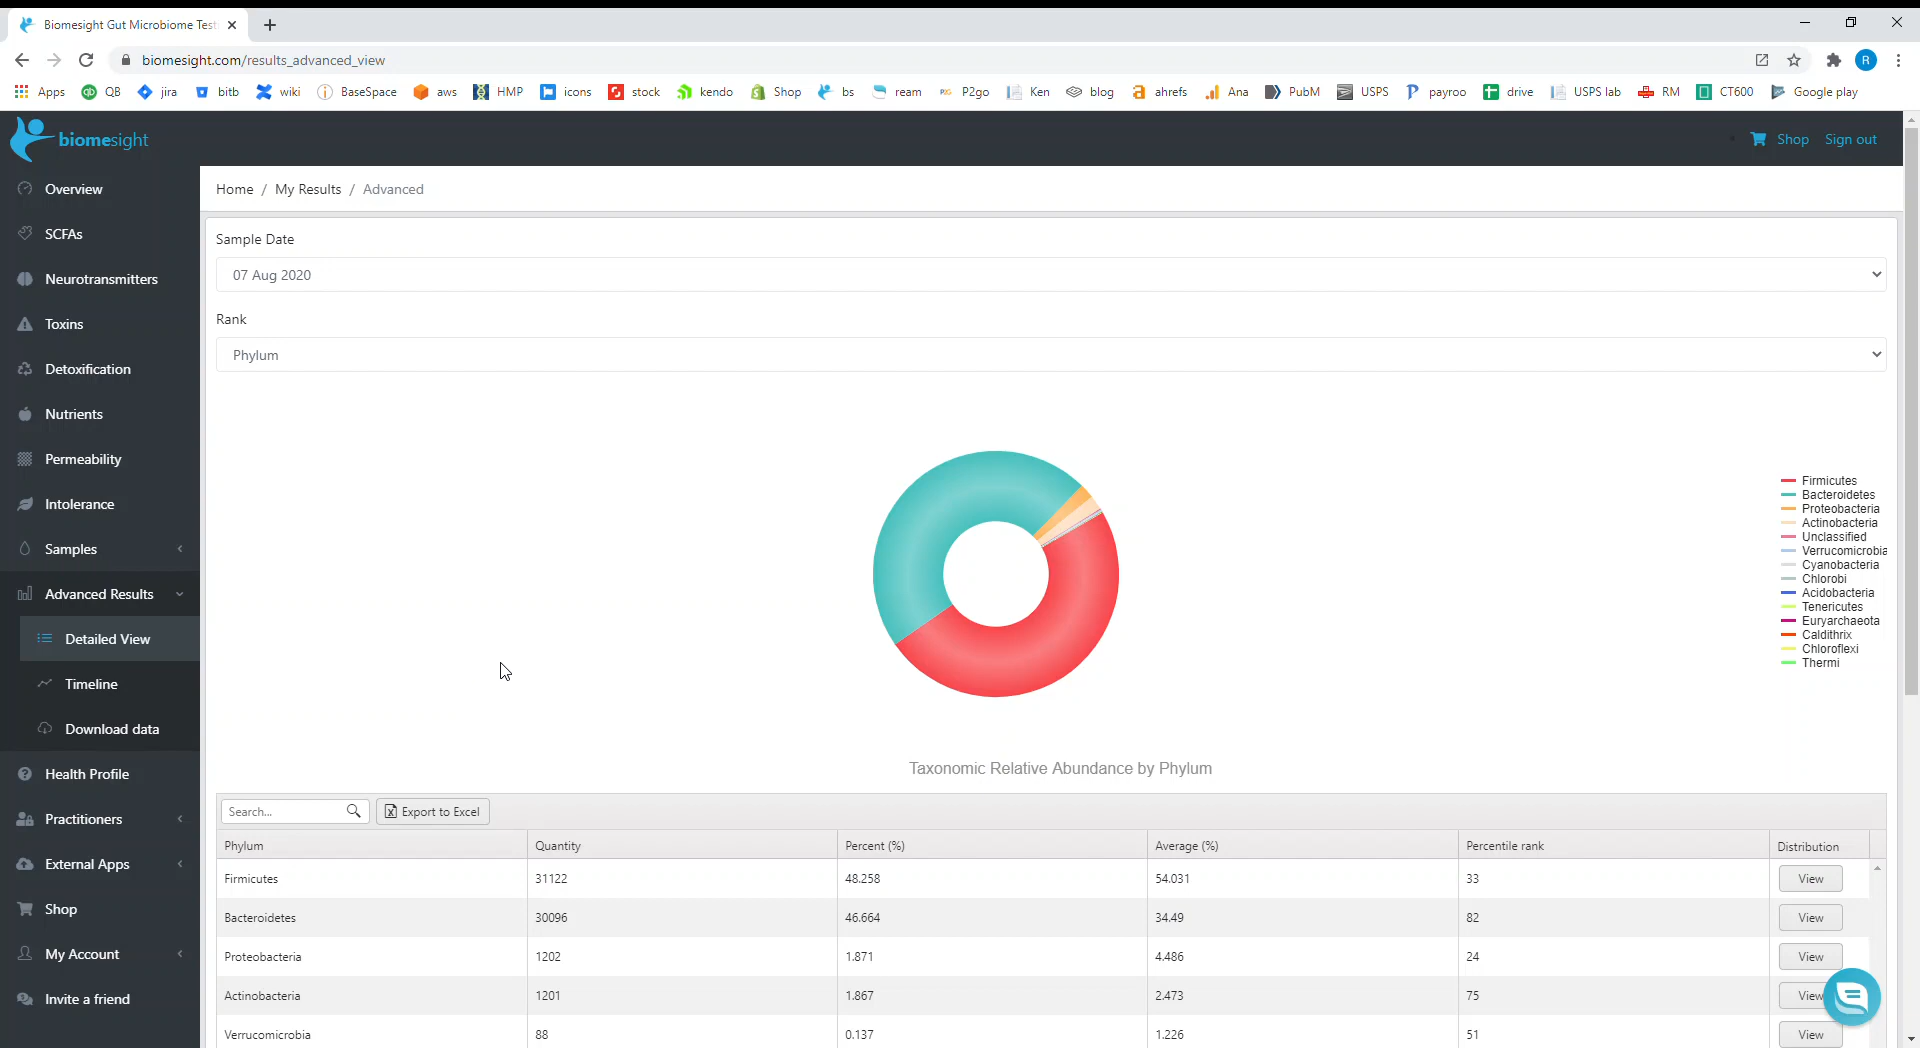 Biomesight Gut Microbiome Test
biomesight.com/results_advanced_view
R
Apps QB jira bitb wiki BaseSpace aws HMP icons stock kendo Shop bs ream P2go Ken blog ahrefs Ana PubM USPS payroo drive USPS lab RM CT600 Google play
biomesight
Shop Sign out
Overview
SCFAs
Neurotransmitters
Toxins
Detoxification
Nutrients
Permeability
Intolerance
Samples
Advanced Results
Detailed View
Timeline
Download data
Health Profile
Practitioners
External Apps
Shop
My Account
Invite a friend
Home / My Results / Advanced
Sample Date
07 Aug 2020
Rank
Phylum
Firmicutes
Bacteroidetes
Proteobacteria
Actinobacteria
Unclassified
Verrucomicrobia
Cyanobacteria
Chlorobi
Acidobacteria
Tenericutes
Euryarchaeota
Caldithrix
Chloroflexi
Thermi
Taxonomic Relative Abundance by Phylum
Search... Export to Excel
Phylum Quantity Percent (%) Average (%) Percentile rank Distribution
Firmicutes 31122 48.258 54.031 33 View
Bacteroidetes 30096 46.664 34.49 82 View
Proteobacteria 1202 1.871 4.486 24 View
Actinobacteria 1201 1.867 2.473 75 View
Verrucomicrobia 88 0.137 1.226 51 View